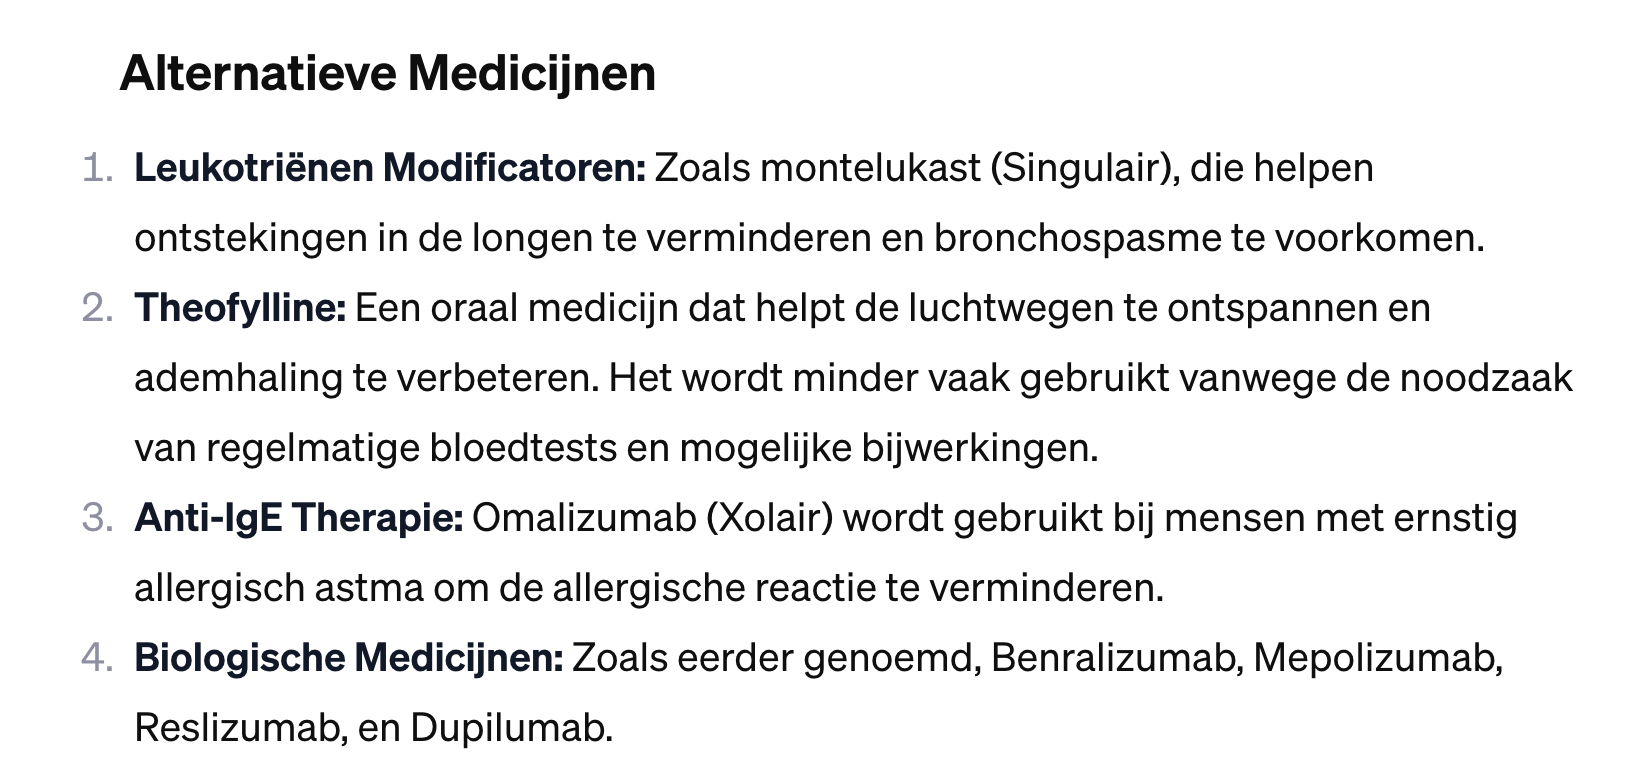 Alternatieve Medicijnen
1. Leukotriënen Modificatoren: Zoals montelukast (Singulair), die helpen
ontstekingen in de longen te verminderen en bronchospasme te voorkomen.
2. Theofylline: Een oraal medicijn dat helpt de luchtwegen te ontspannen en
ademhaling te verbeteren. Het wordt minder vaak gebruikt vanwege de noodzaak
van regelmatige bloedtests en mogelijke bijwerkingen.
3. Anti-IgE Therapie: Omalizumab (Xolair) wordt gebruikt bij mensen met ernstig
allergisch astma om de allergische reactie te verminderen.
4. Biologische Medicijnen: Zoals eerder genoemd, Benralizumab, Mepolizumab,
Reslizumab, en Dupilumab.